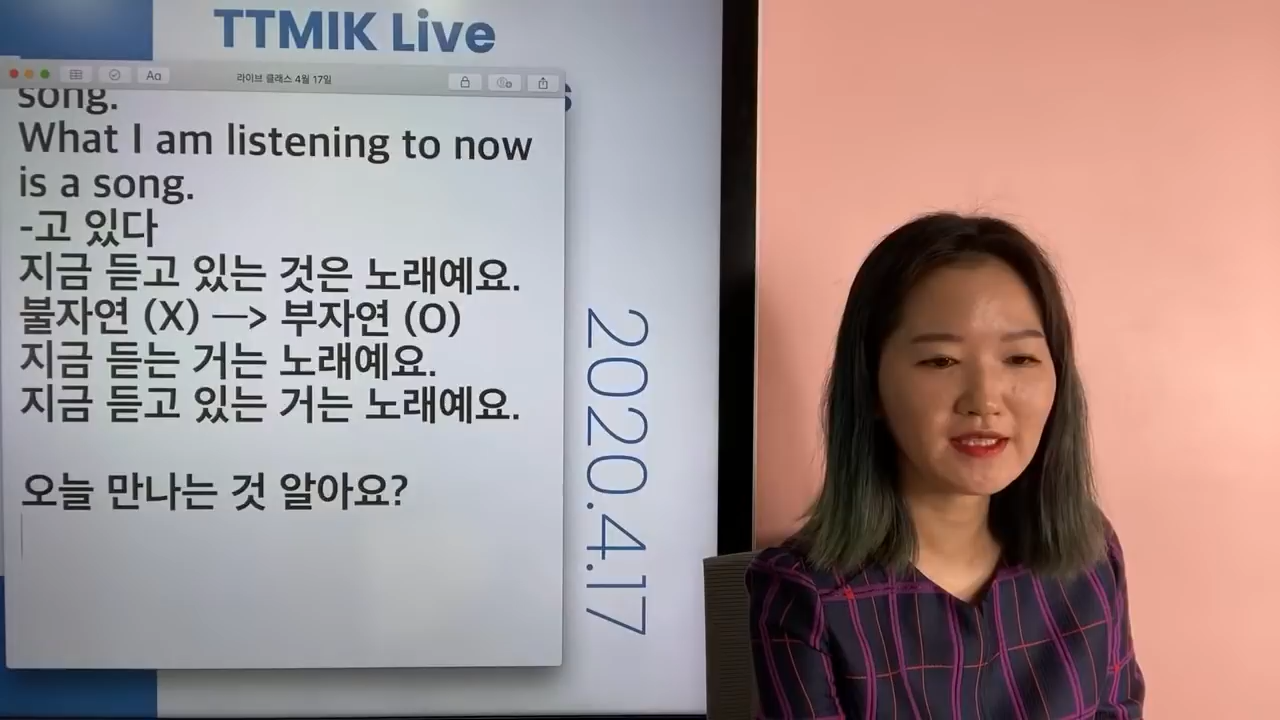 TTMIK Live
Aa
라이브 클래스 4월 17일
song.
What I am listening to now
is a song.
-고 있다
지금 듣고 있는 것은 노래예요.
불자연 (X) —> 부자연 (O)
지금 듣는 거는 노래예요.
지금 듣고 있는 거는 노래예요.
오늘 만나는 것 알아요?
2020.4.17